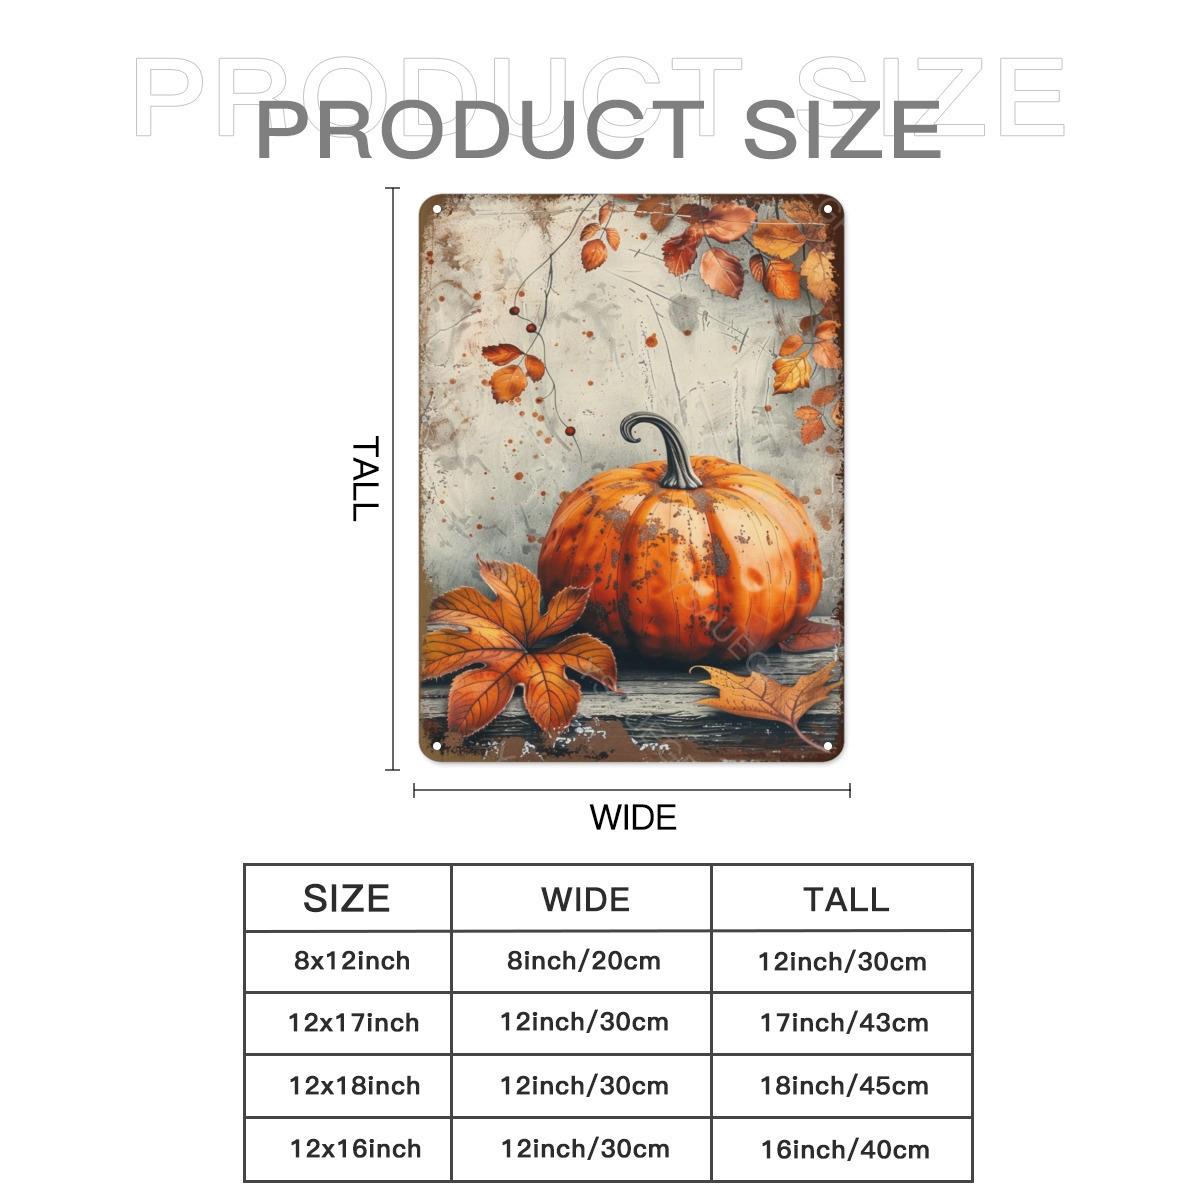 PRODUCT SIZE
PRODUCT SIZE
TALL
WIDE
SIZE WIDE TALL
8x12inch 8inch/20cm 12inch/30cm
12x17inch 12inch/30cm 17inch/43cm
12x18inch 12inch/30cm 18inch/45cm
12x16inch 12inch/30cm 16inch/40cm